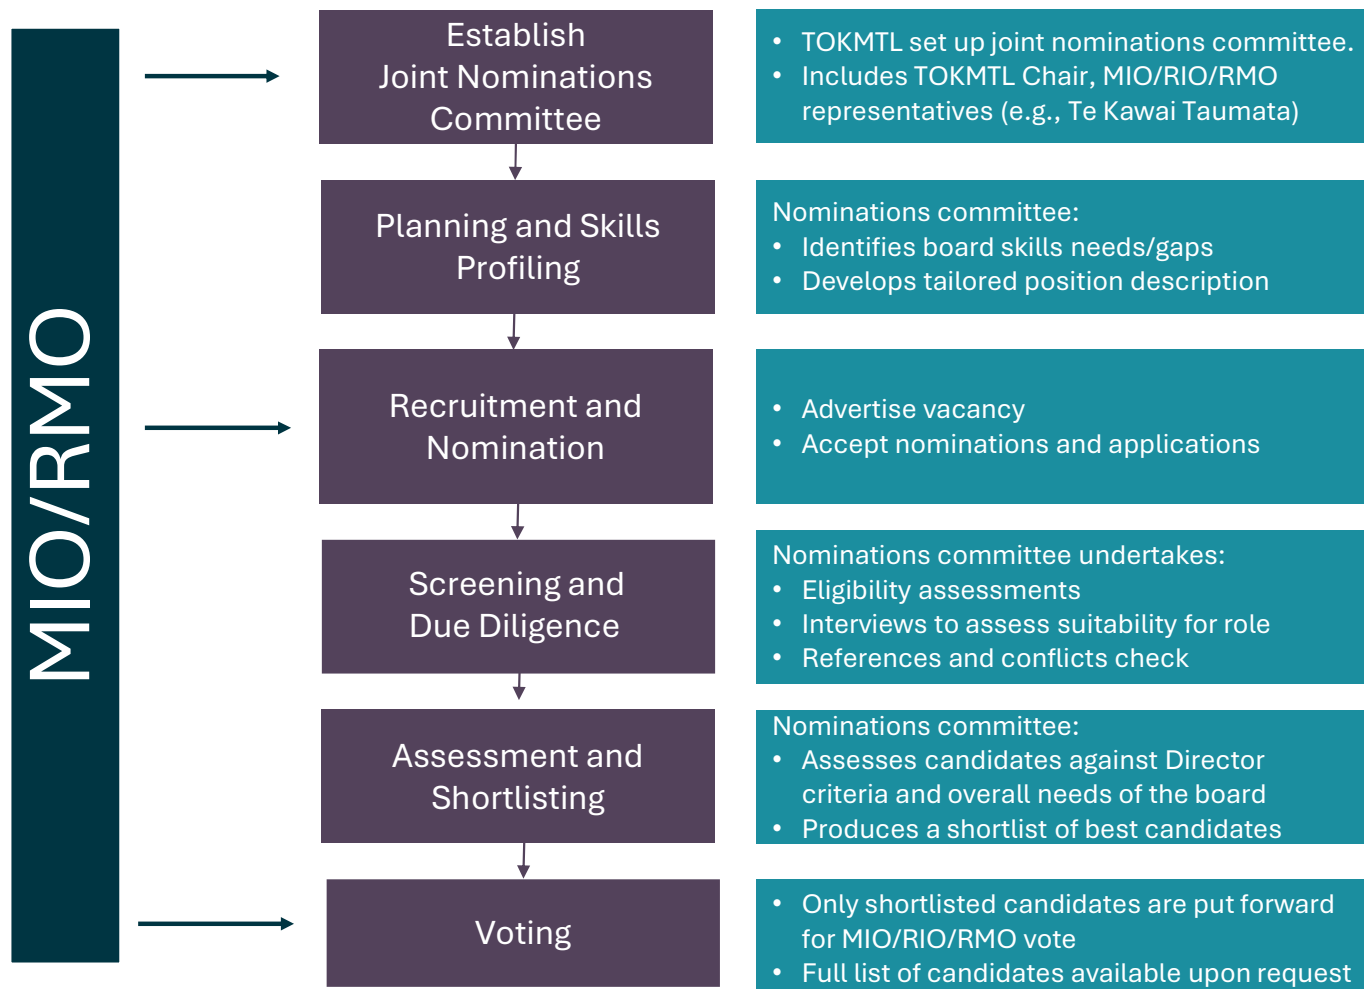 MIO/RMO
Establish
Joint Nominations
Committee
• TOKMTL set up joint nominations committee.
• Includes TOKMTL Chair, MIO/RIO/RMO
representatives (e.g., Te Kawai Taumata)
Planning and Skills
Profiling
Nominations committee:
• Identifies board skills needs/gaps
• Develops tailored position description
Recruitment and
Nomination
• Advertise vacancy
• Accept nominations and applications
Screening and
Due Diligence
Nominations committee undertakes:
• Eligibility assessments
• Interviews to assess suitability for role
• References and conflicts check
Assessment and
Shortlisting
Nominations committee:
• Assesses candidates against Director
criteria and overall needs of the board
• Produces a shortlist of best candidates
Voting
• Only shortlisted candidates are put forward
for MIO/RIO/RMO vote
• Full list of candidates available upon request